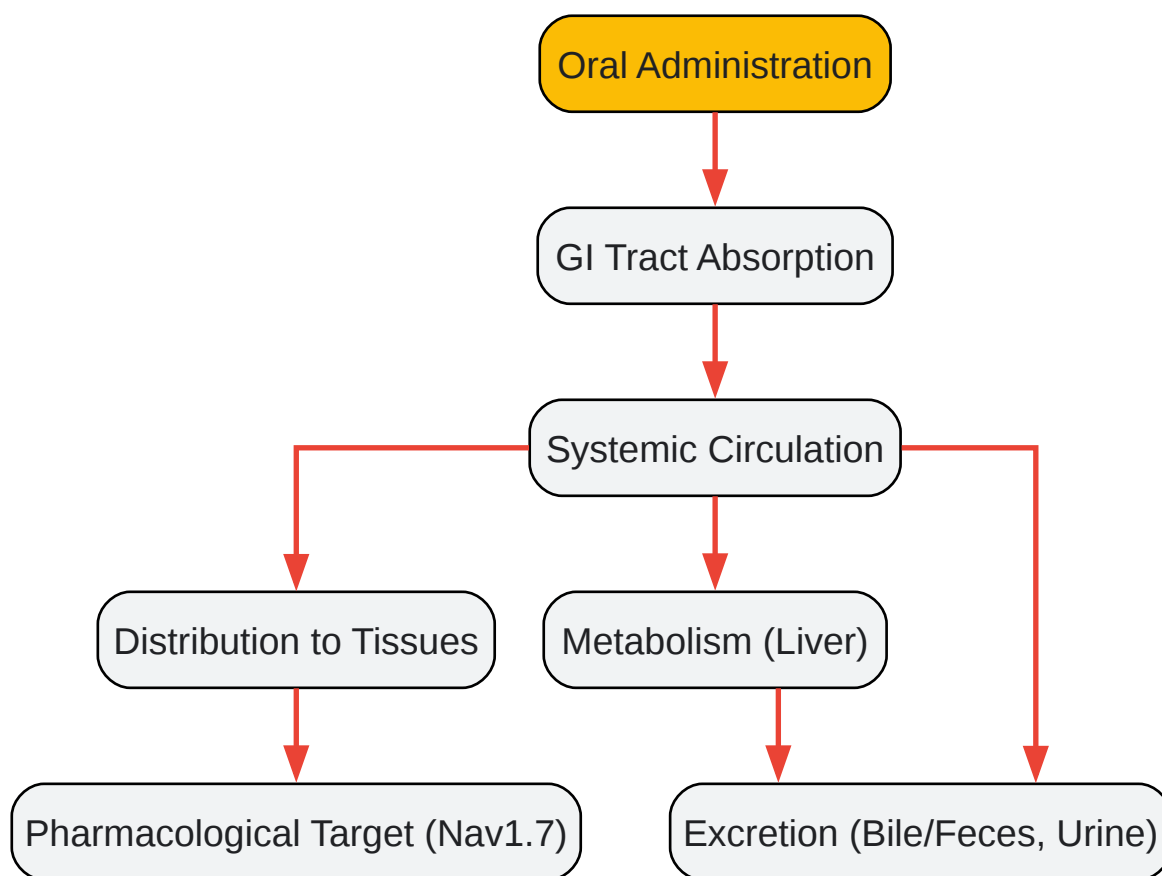 Oral Administration
GI Tract Absorption
Systemic Circulation
Distribution to Tissues
Metabolism (Liver)
Pharmacological Target (Nav1.7)
Excretion (Bile/Feces, Urine)